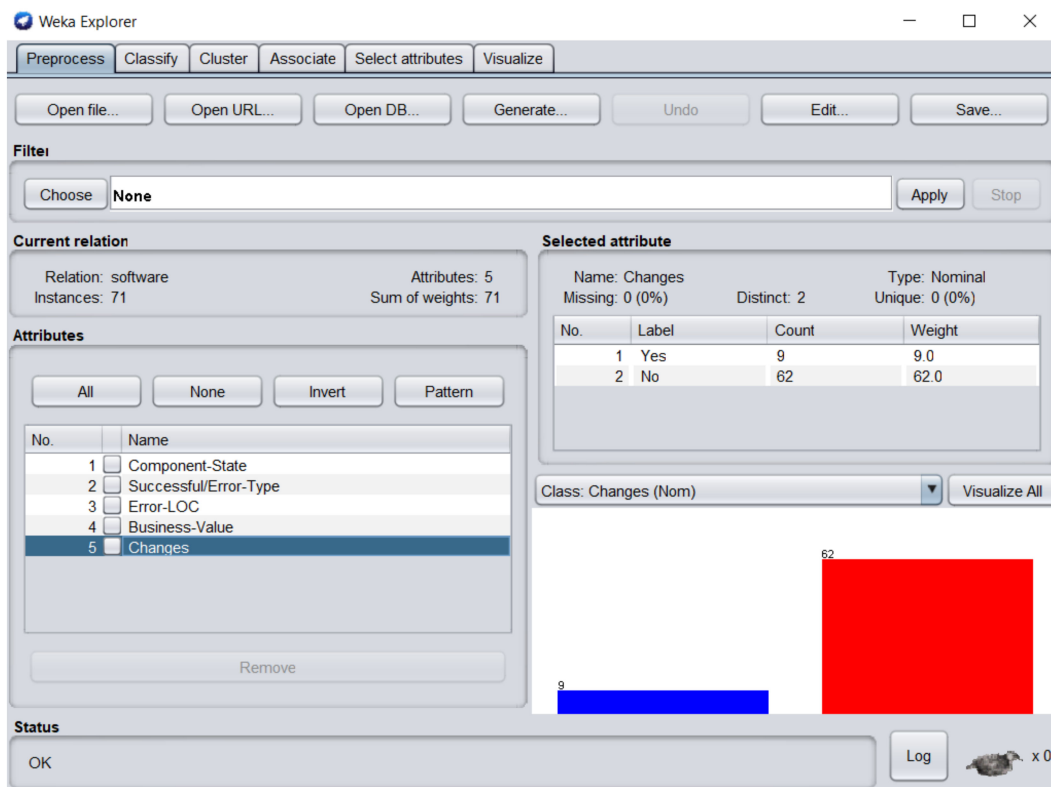 Weka Explorer
Preprocess Classify Cluster Associate Select attributes Visualize
Open file... Open URL... Open DB... Generate... Undo Edit... Save...
Filter
Choose None Apply Stop
Current relation
Relation: software Attributes: 5
Instances: 71 Sum of weights: 71
Attributes
All None Invert Pattern
No. Name
1 Component-State
2 Successful/Error-Type
3 Error-LOC
4 Business-Value
5 Changes
Remove
Selected attribute
Name: Changes Type: Nominal
Missing: 0 (0%) Distinct: 2 Unique: 0 (0%)
No. Label Count Weight
1 Yes 9 9.0
2 No 62 62.0
Class: Changes (Nom) Visualize All
62
9
Status
OK Log x 0